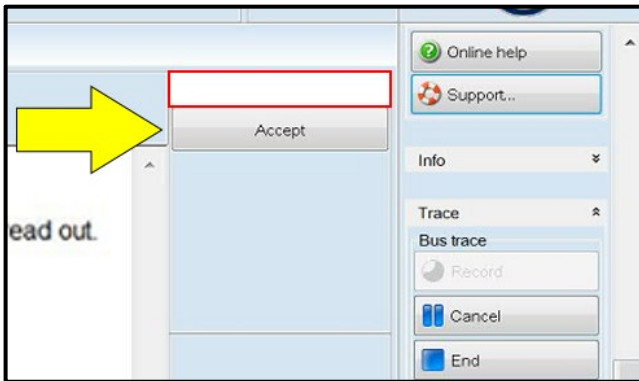 Online help
Support...
Accept
Info
ead out.
Trace
Bus trace
Record
Cancel
End